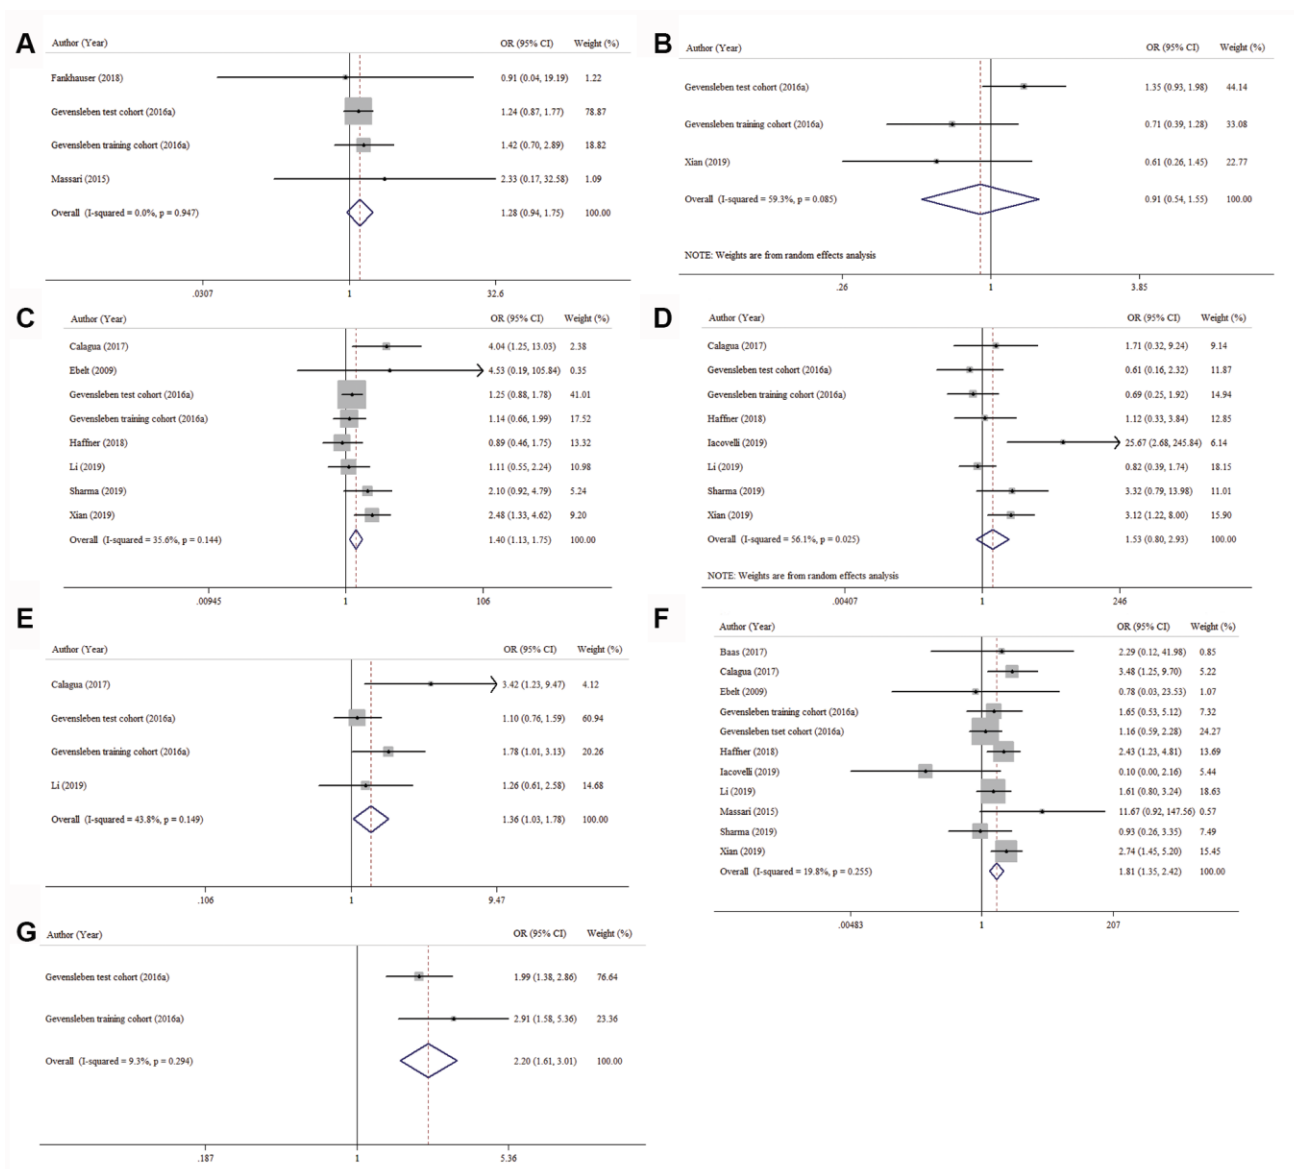 A
Author (Year) OR (95% CI) Weight (%)
Fankhauser (2018) 0.91 (0.04, 19.19) 1.22
Gevensleben test cohort (2016a) 1.24 (0.87, 1.77) 78.87
Gevensleben training cohort (2016a) 1.42 (0.70, 2.89) 18.82
Massari (2015) 2.33 (0.17, 32.58) 1.09
Overall (I-squared = 0.0%, p = 0.947) 1.28 (0.94, 1.75) 100.00
.0307 1 32.6
B
Author (Year) OR (95% CI) Weight (%)
Gevensleben test cohort (2016a) 1.35 (0.93, 1.98) 44.14
Gevensleben training cohort (2016a) 0.71 (0.39, 1.28) 33.08
Xian (2019) 0.61 (0.26, 1.45) 22.77
Overall (I-squared = 59.3%, p = 0.085) 0.91 (0.54, 1.55) 100.00
NOTE: Weights are from random effects analysis
.26 1 3.85
C
Author (Year) OR (95% CI) Weight (%)
Calagua (2017) 4.04 (1.25, 13.03) 2.38
Ebelt (2009) 4.53 (0.19, 105.84) 0.35
Gevensleben test cohort (2016a) 1.25 (0.88, 1.78) 41.01
Gevensleben training cohort (2016a) 1.14 (0.66, 1.99) 17.52
Haffner (2018) 0.89 (0.46, 1.75) 13.32
Li (2019) 1.11 (0.55, 2.24) 10.98
Sharma (2019) 2.10 (0.92, 4.79) 5.24
Xian (2019) 2.48 (1.33, 4.62) 9.20
Overall (I-squared = 35.6%, p = 0.144) 1.40 (1.13, 1.75) 100.00
.00945 1 106
D
Author (Year) OR (95% CI) Weight (%)
Calagua (2017) 1.71 (0.32, 9.24) 9.14
Gevensleben test cohort (2016a) 0.61 (0.16, 2.32) 11.87
Gevensleben training cohort (2016a) 0.69 (0.25, 1.92) 14.94
Haffner (2018) 1.12 (0.33, 3.84) 12.85
Iacovelli (2019) 25.67 (2.68, 245.84) 6.14
Li (2019) 0.82 (0.39, 1.74) 18.15
Sharma (2019) 3.32 (0.79, 13.98) 11.01
Xian (2019) 3.12 (1.22, 8.00) 15.90
Overall (I-squared = 56.1%, p = 0.025) 1.53 (0.80, 2.93) 100.00
NOTE: Weights are from random effects analysis
.00407 1 246
E
Author (Year) OR (95% CI) Weight (%)
Calagua (2017) 3.42 (1.23, 9.47) 4.12
Gevensleben test cohort (2016a) 1.10 (0.76, 1.59) 60.94
Gevensleben training cohort (2016a) 1.78 (1.01, 3.13) 20.26
Li (2019) 1.26 (0.61, 2.58) 14.68
Overall (I-squared = 43.8%, p = 0.149) 1.36 (1.03, 1.78) 100.00
.106 1 9.47
F
Author (Year) OR (95% CI) Weight (%)
Baas (2017) 2.29 (0.12, 41.98) 0.85
Calagua (2017) 3.48 (1.25, 9.70) 5.22
Ebelt (2009) 0.78 (0.03, 23.53) 1.07
Gevensleben training cohort (2016a) 1.65 (0.53, 5.12) 7.32
Gevensleben tset cohort (2016a) 1.16 (0.59, 2.28) 24.27
Haffner (2018) 2.43 (1.23, 4.81) 13.69
Iacovelli (2019) 0.10 (0.00, 2.16) 5.44
Li (2019) 1.61 (0.80, 3.24) 18.63
Massari (2015) 11.67 (0.92, 147.56) 0.57
Sharma (2019) 0.93 (0.26, 3.35) 7.49
Xian (2019) 2.74 (1.45, 5.20) 15.45
Overall (I-squared = 19.8%, p = 0.255) 1.81 (1.35, 2.42) 100.00
.00483 1 207
G
Author (Year) OR (95% CI) Weight (%)
Gevensleben test cohort (2016a) 1.99 (1.38, 2.86) 76.64
Gevensleben training cohort (2016a) 2.91 (1.58, 5.36) 23.36
Overall (I-squared = 9.3%, p = 0.294) 2.20 (1.61, 3.01) 100.00
.187 1 5.36